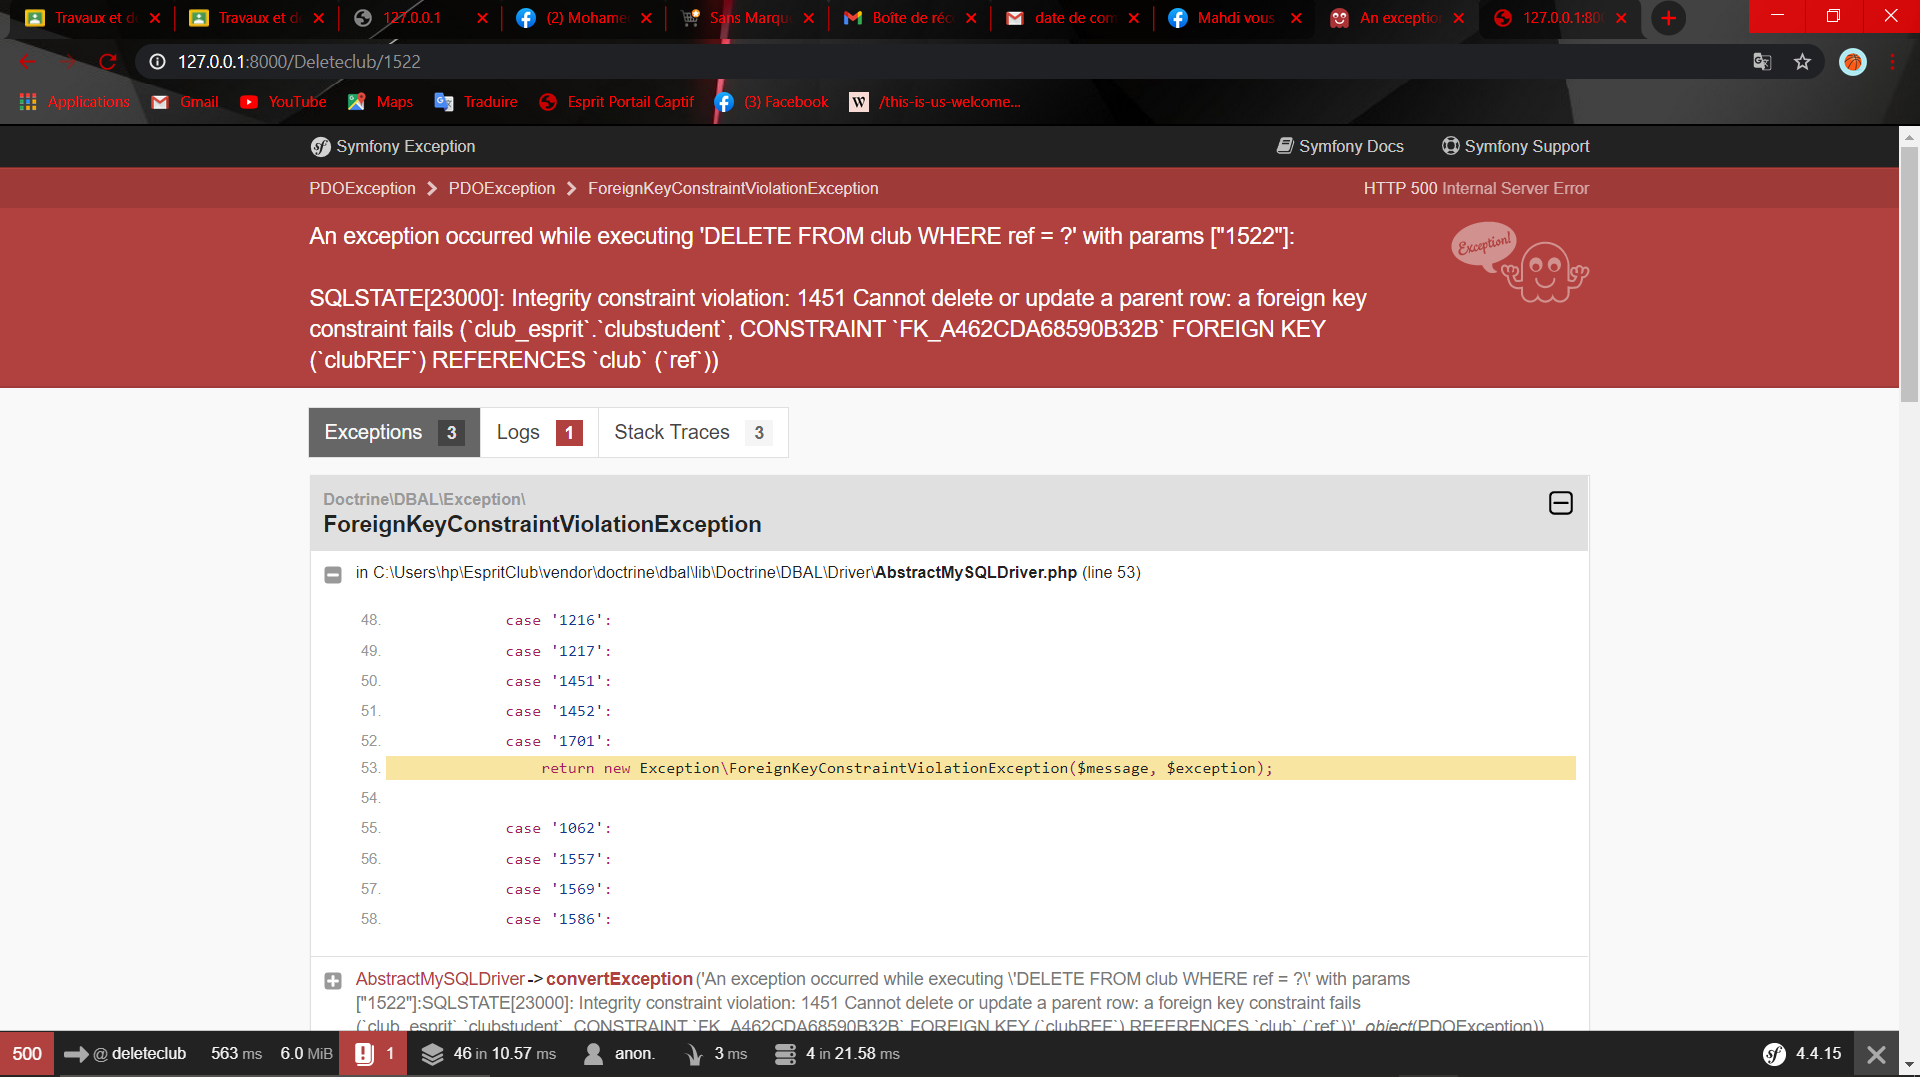 Travaux et d
Travaux et d
127.0.0.1
(2) Mohame
Sans Marqu
Boîte de réc
date de com
Mahdi vous
An exceptio
127.0.0.1:80
127.0.0.1:8000/Deleteclub/1522
Applications
Gmail
YouTube
Maps
Traduire
Esprit Portail Captif
(3) Facebook
W /this-is-us-welcome...
sf Symfony Exception
Symfony Docs
Symfony Support
PDOException
PDOException
ForeignKeyConstraintViolationException
HTTP 500 Internal Server Error
An exception occurred while executing 'DELETE FROM club WHERE ref = ?' with params ["1522"]:
Exception!
SQLSTATE[23000]: Integrity constraint violation: 1451 Cannot delete or update a parent row: a foreign key
constraint fails (`club_esprit`.`clubstudent`, CONSTRAINT `FK_A462CDA68590B32B` FOREIGN KEY
(`clubREF`) REFERENCES `club` (`ref`))
Exceptions 3
Logs 1
Stack Traces 3
Doctrine\DBAL\Exception\
ForeignKeyConstraintViolationException
in C:\Users\hp\EspritClub\vendor\doctrine\dbal\lib\Doctrine\DBAL\Driver\AbstractMySQLDriver.php (line 53)
48. case '1216':
49. case '1217':
50. case '1451':
51. case '1452':
52. case '1701':
53. return new Exception\ForeignKeyConstraintViolationException($message, $exception);
54.
55. case '1062':
56. case '1557':
57. case '1569':
58. case '1586':
AbstractMySQLDriver->convertException('An exception occurred while executing \'DELETE FROM club WHERE ref = ?\' with params
["1522"]:SQLSTATE[23000]: Integrity constraint violation: 1451 Cannot delete or update a parent row: a foreign key constraint fails
(`club_esprit`.`clubstudent`, CONSTRAINT `FK_A462CDA68590B32B` FOREIGN KEY (`clubREF`) REFERENCES `club` (`ref`))', object(PDOException))
500
@ deleteclub
563 ms
6.0 MiB
1
46 in 10.57 ms
anon.
3 ms
4 in 21.58 ms
sf 4.4.15